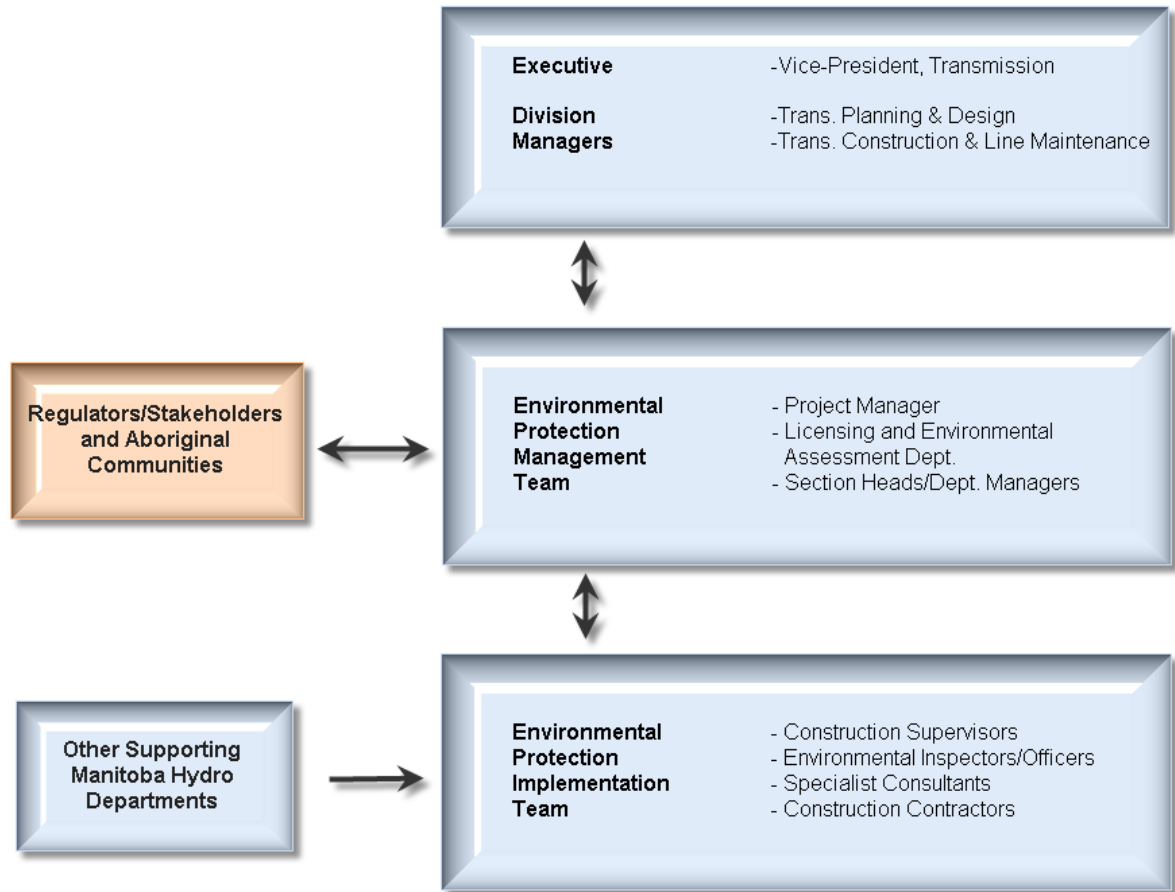 Executive -Vice-President, Transmission
Division -Trans. Planning & Design
Managers -Trans. Construction & Line Maintenance
Regulators/Stakeholders
and Aboriginal
Communities
Environmental - Project Manager
Protection - Licensing and Environmental
Management Assessment Dept.
Team - Section Heads/Dept. Managers
Other Supporting
Manitoba Hydro
Departments
Environmental - Construction Supervisors
Protection - Environmental Inspectors/Officers
Implementation - Specialist Consultants
Team - Construction Contractors